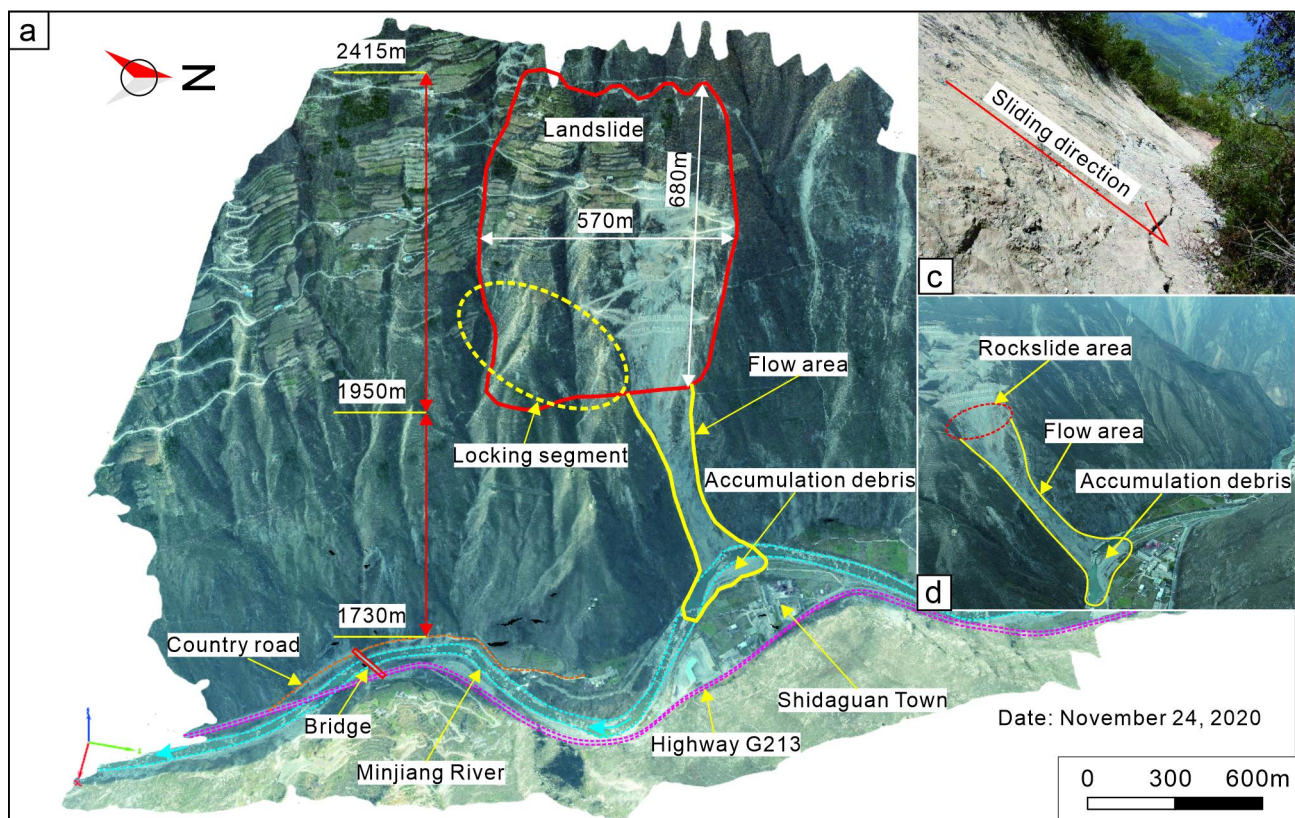 a
N
2415m
Landslide
680m
570m
1950m
Locking segment
Flow area
Accumulation debris
1730m
Country road
Bridge
Minjiang River
Highway G213
Shidaguan Town
Date: November 24, 2020
0 300 600m
Sliding direction
c
Rockslide area
Flow area
Accumulation debris
d